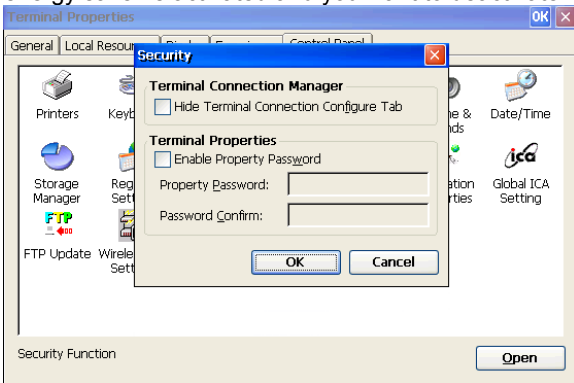 Terminal Properties
OK
General
Local
Control Panel
Security
Terminal Connection Manager
Hide Terminal Connection Configure Tab
Terminal Properties
Enable Property Password
Property Password:
Password Confirm:
OK
Cancel
Printers
Date/Time
Storage
Manager
Global ICA
Setting
FTP
FTP Update
ica
Security Function
Open